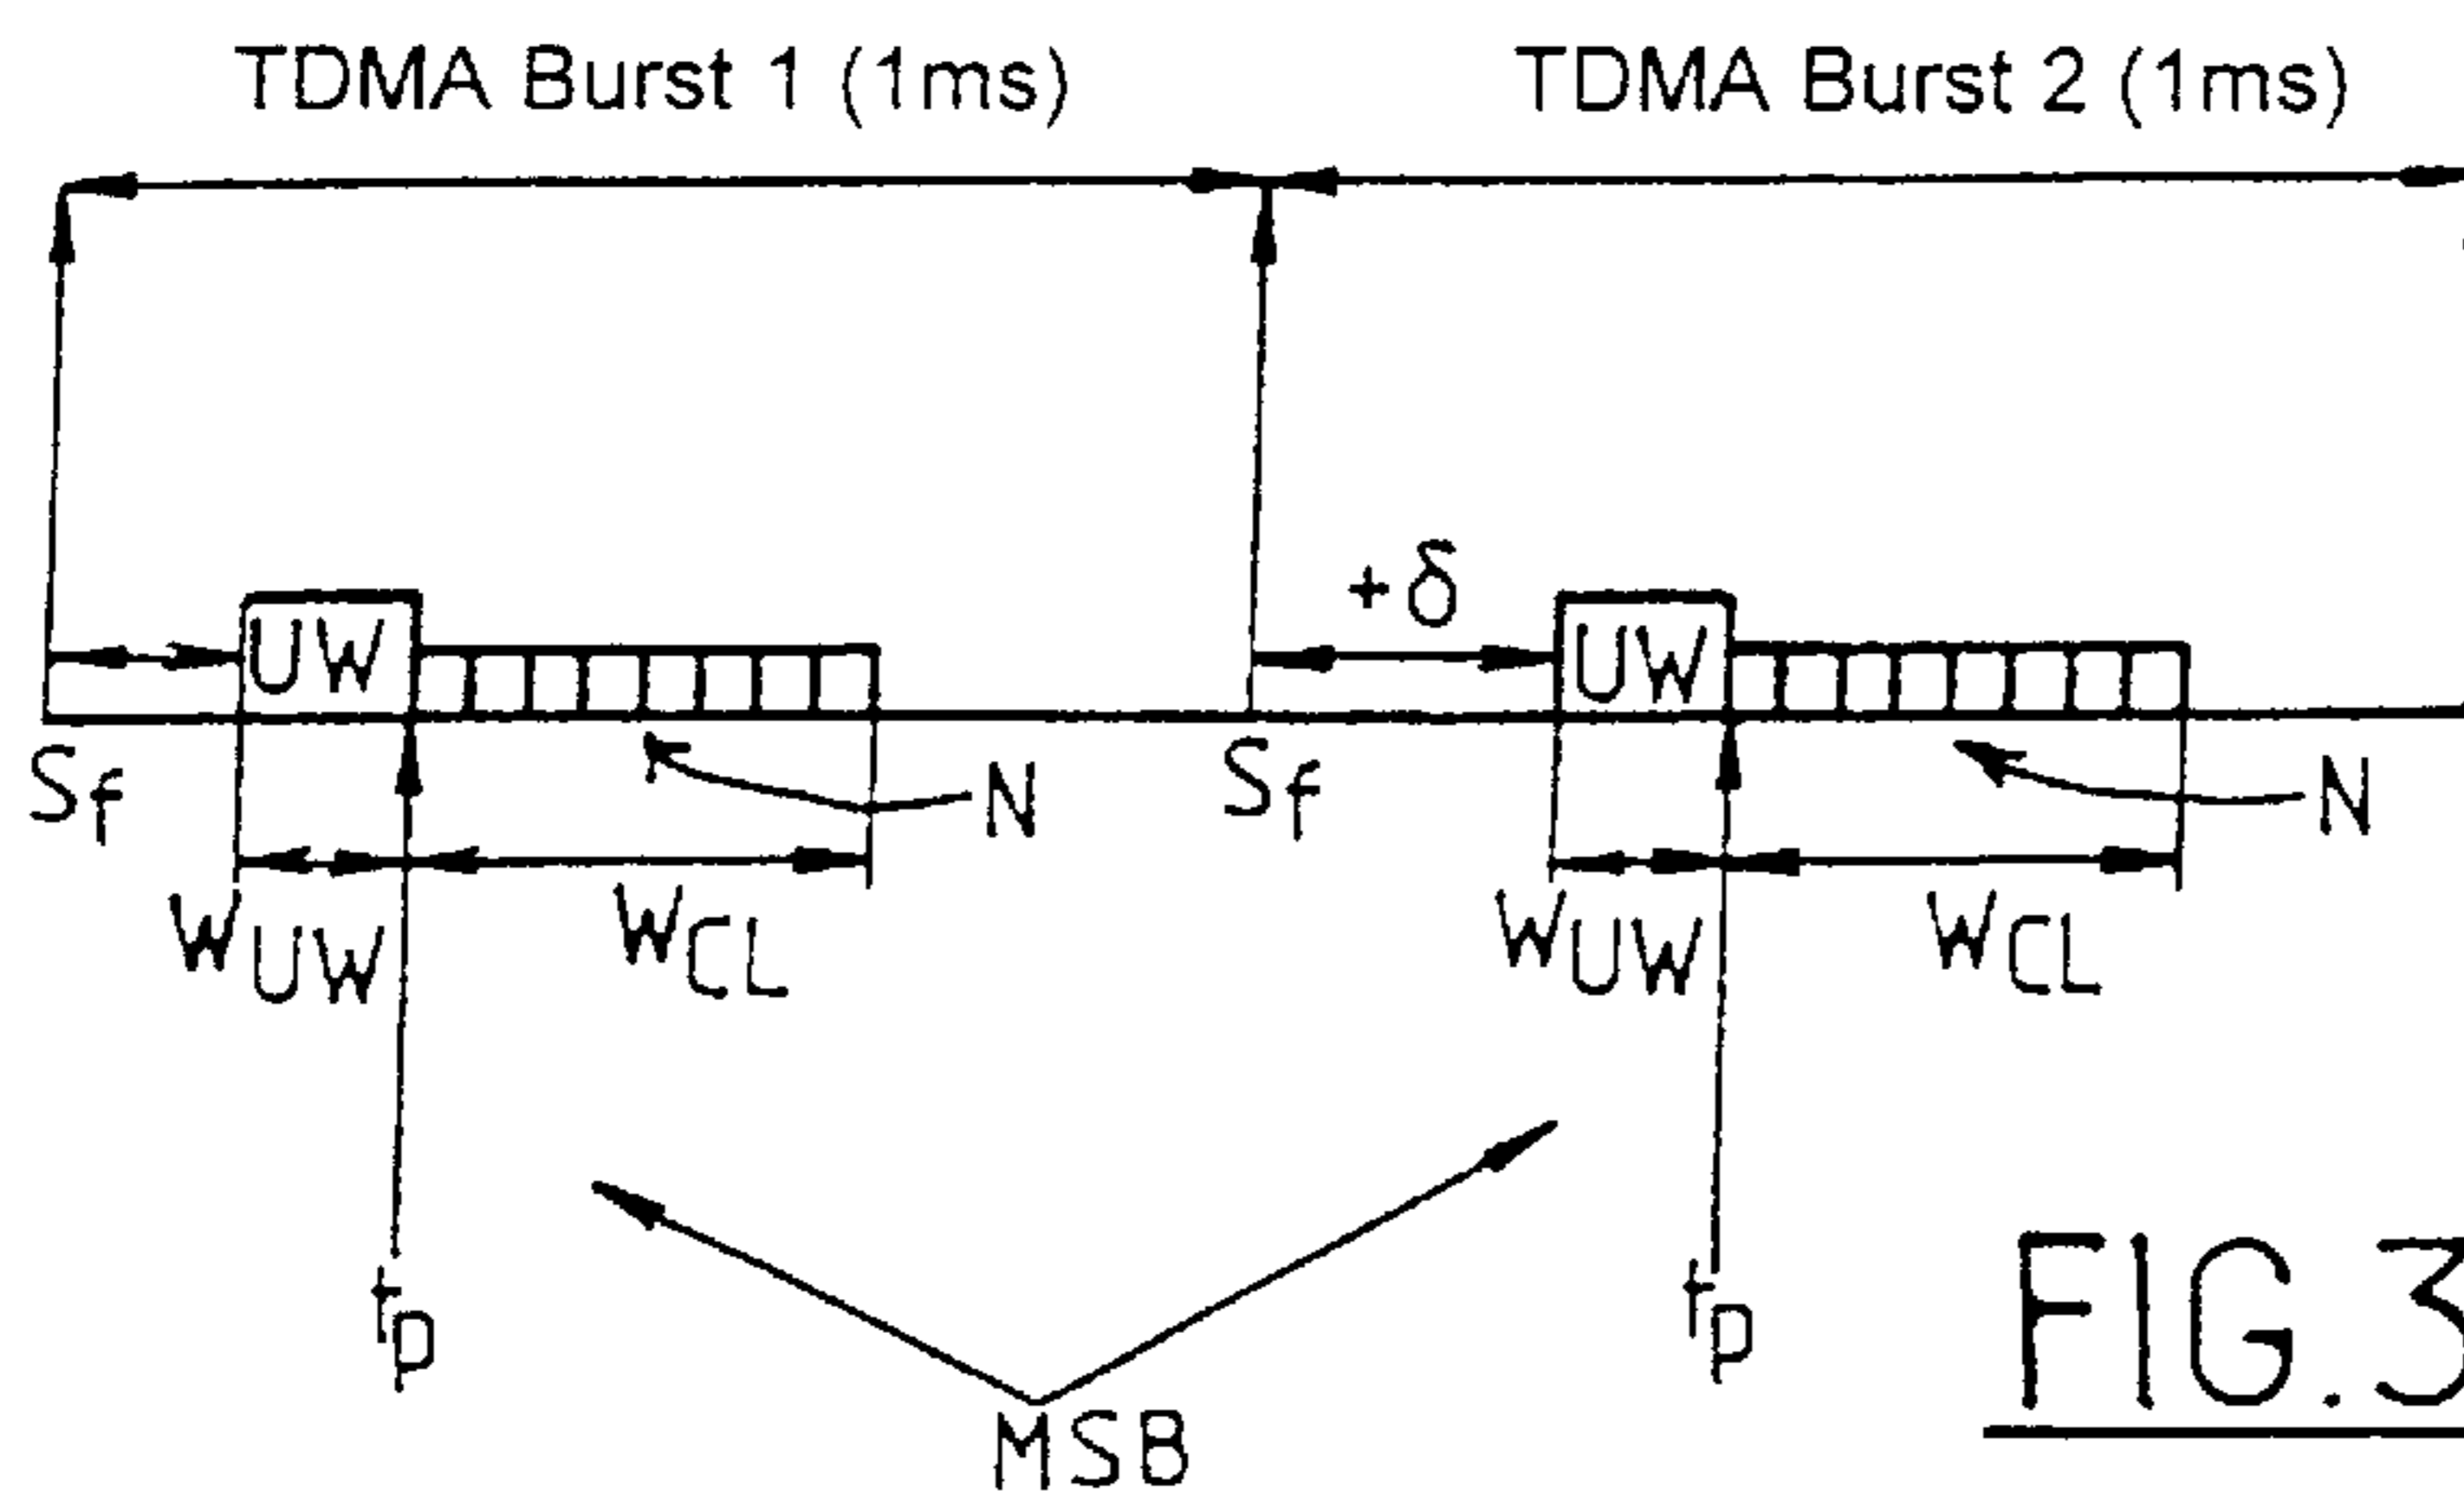 TDMA Burst 1 (1ms) TDMA Burst 2 (1ms)
+δ
UW UW
Sf N Sf N
WUW WCL WUW WCL
tp tp
MSB
FIG.3